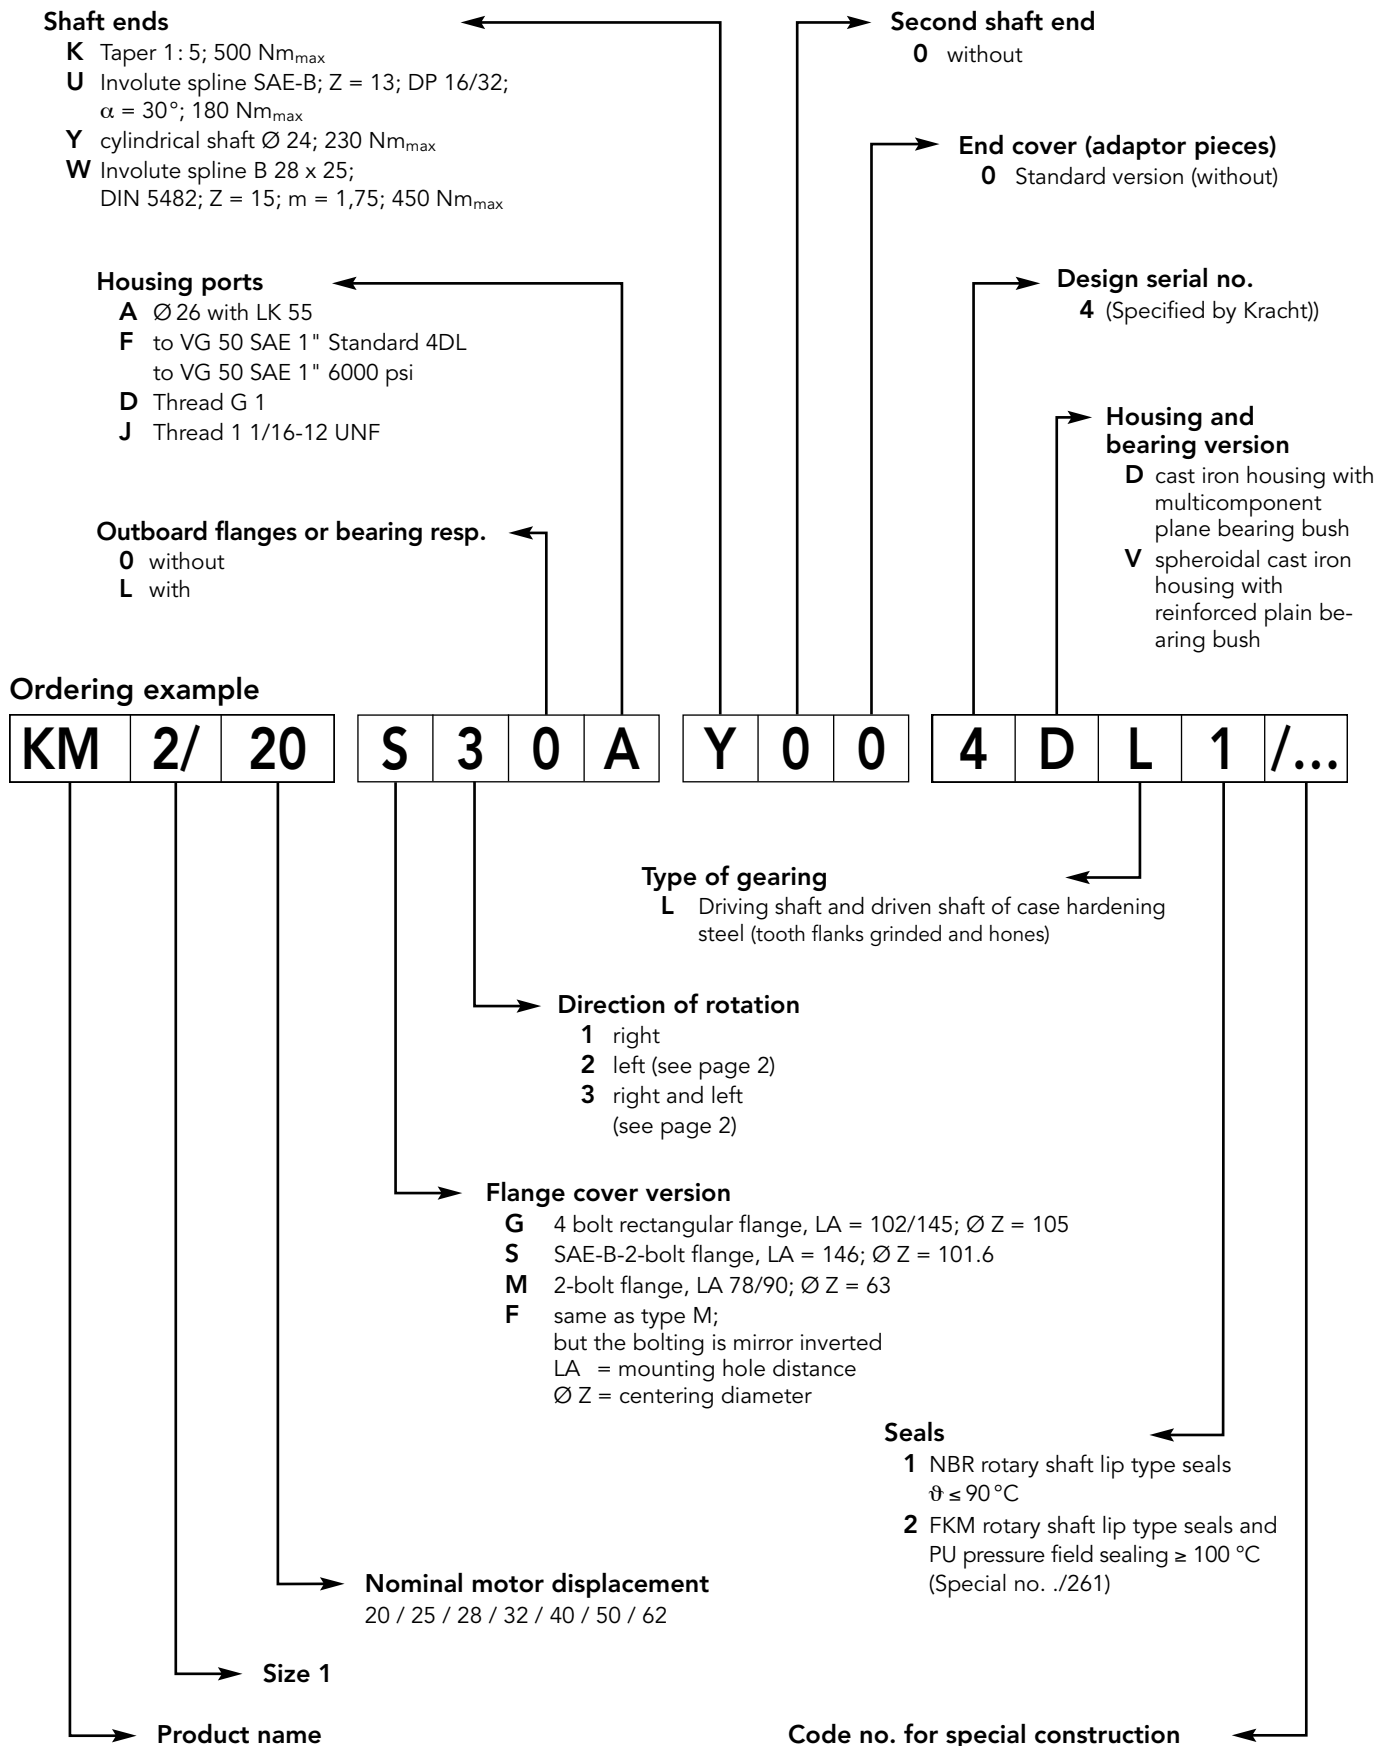 Shaft ends
K Taper 1: 5; 500 Nmmax
U Involute spline SAE-B; Z = 13; DP 16/32;
α = 30°; 180 Nmmax
Y cylindrical shaft Ø 24; 230 Nmmax
W Involute spline B 28 x 25;
DIN 5482; Z = 15; m = 1,75; 450 Nmmax
Second shaft end
0 without
End cover (adaptor pieces)
0 Standard version (without)
Housing ports
A Ø 26 with LK 55
F to VG 50 SAE 1" Standard 4DL
to VG 50 SAE 1" 6000 psi
D Thread G 1
J Thread 1 1/16-12 UNF
Design serial no.
4 (Specified by Kracht))
Housing and
bearing version
D cast iron housing with
multicomponent
plane bearing bush
V spheroidal cast iron
housing with
reinforced plain be-
aring bush
Outboard flanges or bearing resp.
0 without
L with
Ordering example
KM 2/ 20 S 3 0 A Y 0 0 4 D L 1 /...
Type of gearing
L Driving shaft and driven shaft of case hardening
steel (tooth flanks grinded and hones)
Direction of rotation
1 right
2 left (see page 2)
3 right and left
(see page 2)
Flange cover version
G 4 bolt rectangular flange, LA = 102/145; Ø Z = 105
S SAE-B-2-bolt flange, LA = 146; Ø Z = 101.6
M 2-bolt flange, LA 78/90; Ø Z = 63
F same as type M;
but the bolting is mirror inverted
LA = mounting hole distance
Ø Z = centering diameter
Seals
1 NBR rotary shaft lip type seals
ϑ ≤ 90 °C
2 FKM rotary shaft lip type seals and
PU pressure field sealing ≥ 100 °C
(Special no. ./261)
Nominal motor displacement
20 / 25 / 28 / 32 / 40 / 50 / 62
Size 1
Product name
Code no. for special construction